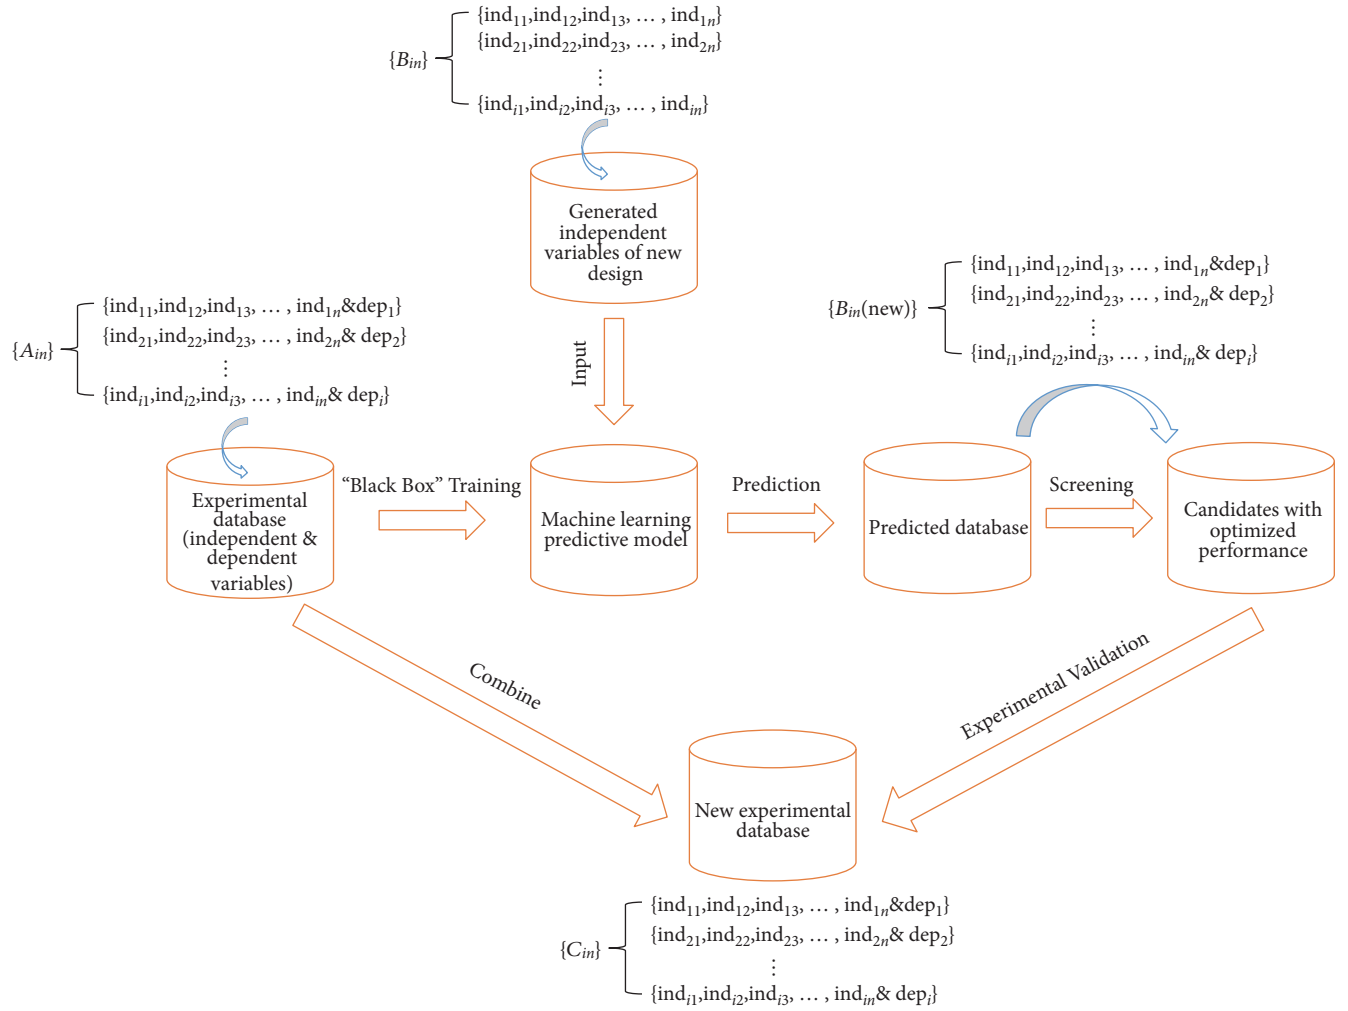 {ind₁₁,ind₁₂,ind₁₃, … , ind₁ₙ}
{ind₂₁,ind₂₂,ind₂₃, … , ind₂ₙ}
{Bᵢₙ}
⋮
{indᵢ₁,indᵢ₂,indᵢ₃, … , indᵢₙ}
Generated
independent
variables of new
design
{ind₁₁,ind₁₂,ind₁₃, … , ind₁ₙ&dep₁}
{ind₂₁,ind₂₂,ind₂₃, … , ind₂ₙ& dep₂}
{Bᵢₙ(new)}
⋮
{indᵢ₁,indᵢ₂,indᵢ₃, … , indᵢₙ& depᵢ}
{ind₁₁,ind₁₂,ind₁₃, … , ind₁ₙ&dep₁}
{ind₂₁,ind₂₂,ind₂₃, … , ind₂ₙ& dep₂}
{Aᵢₙ}
⋮
{indᵢ₁,indᵢ₂,indᵢ₃, … , indᵢₙ& depᵢ}
Input
Experimental
database
(independent &
dependent
variables)
“Black Box” Training
Machine learning
predictive model
Prediction
Predicted database
Screening
Candidates with
optimized
performance
Combine
Experimental Validation
New experimental
database
{ind₁₁,ind₁₂,ind₁₃, … , ind₁ₙ&dep₁}
{ind₂₁,ind₂₂,ind₂₃, … , ind₂ₙ& dep₂}
{Cᵢₙ}
⋮
{indᵢ₁,indᵢ₂,indᵢ₃, … , indᵢₙ& depᵢ}